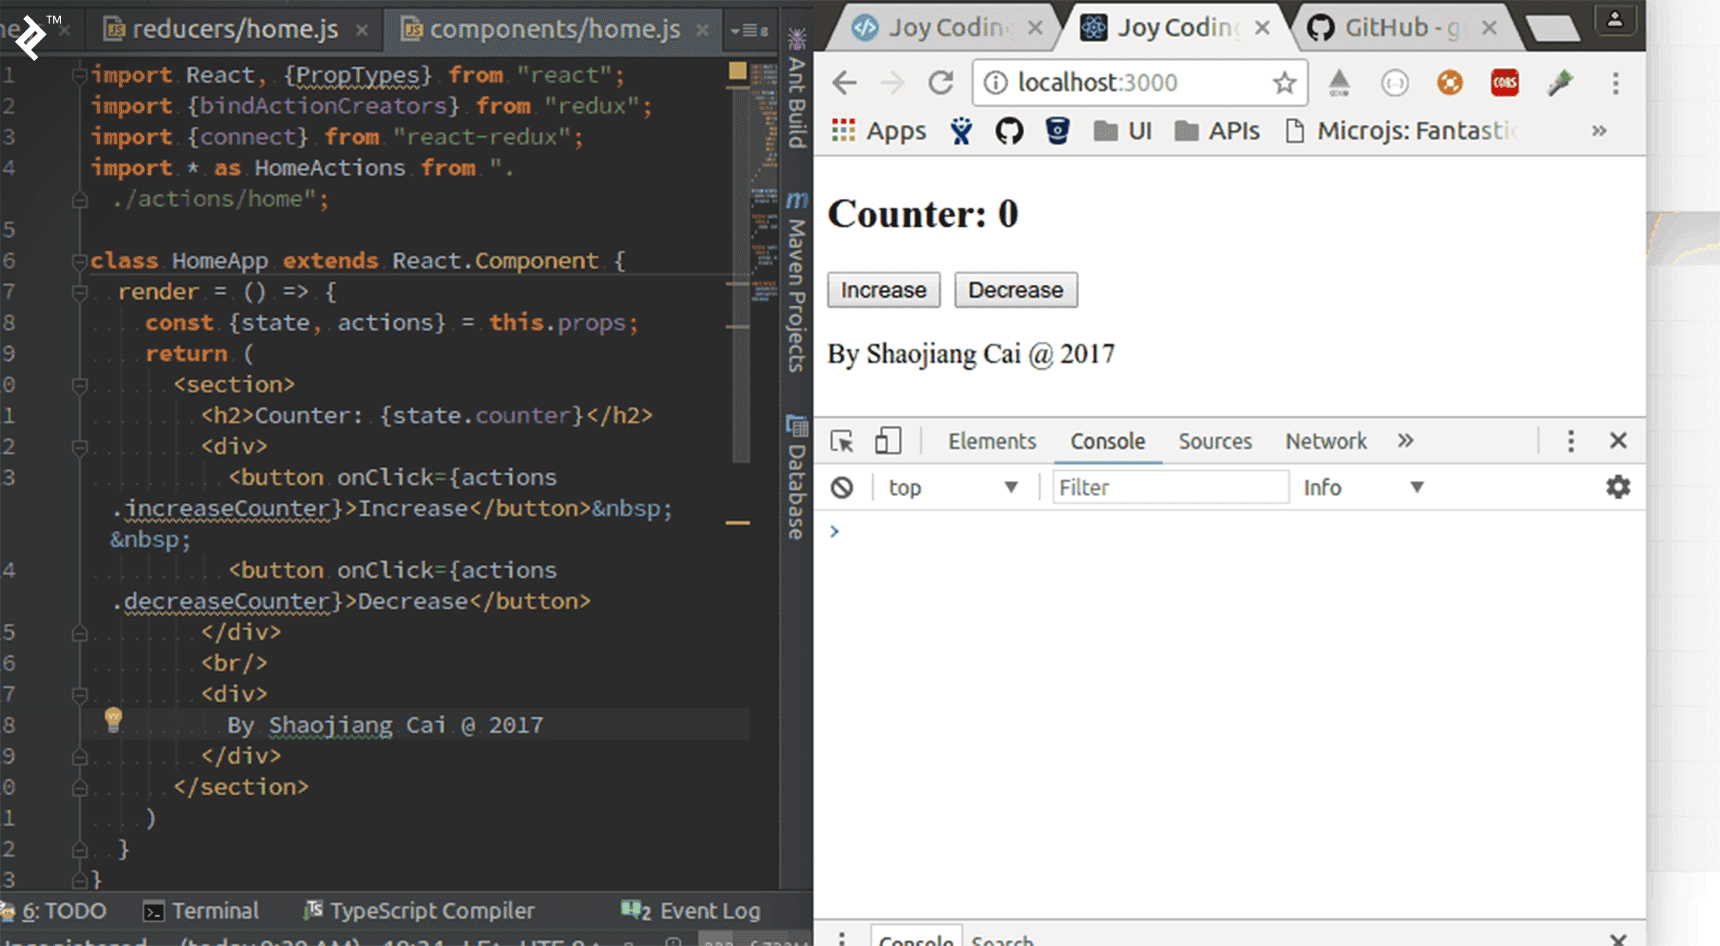 TM
reducers/home.js
components/home.js
1 import React, {PropTypes} from "react";
2 import {bindActionCreators} from "redux";
3 import {connect} from "react-redux";
4 import * as HomeActions from ".
./actions/home";
5
6 class HomeApp extends React.Component {
7 render = () => {
8 const {state, actions} = this.props;
9 return (
0 <section>
1 <h2>Counter: {state.counter}</h2>
2 <div>
3 <button onClick={actions
.increaseCounter}>Increase</button>&nbsp;
&nbsp;
4 <button onClick={actions
.decreaseCounter}>Decrease</button>
5 </div>
6 <br/>
7 <div>
8 By Shaojiang Cai @ 2017
9 </div>
0 </section>
1 )
2 }
3 }
6: TODO Terminal TypeScript Compiler 2 Event Log
Ant Build
m Maven Projects
Database
Joy Coding
Joy Coding
GitHub - g
localhost:3000
CORS
Apps UI APIs Microjs: Fantastic »
Counter: 0
Increase Decrease
By Shaojiang Cai @ 2017
Elements Console Sources Network »
top Filter Info
>
Console Search